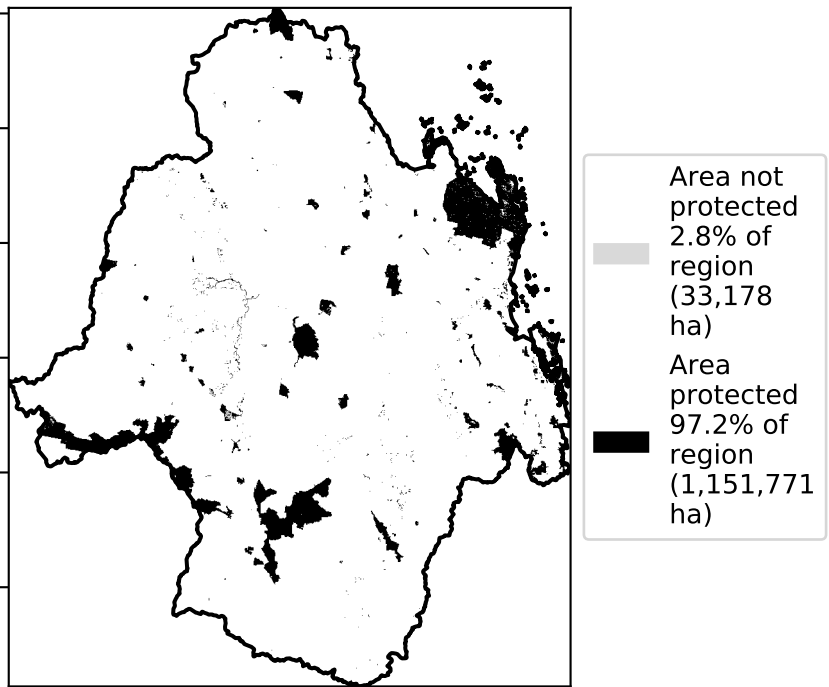 Area not
protected
2.8% of
region
(33,178
ha)
Area
protected
97.2% of
region
(1,151,771
ha)